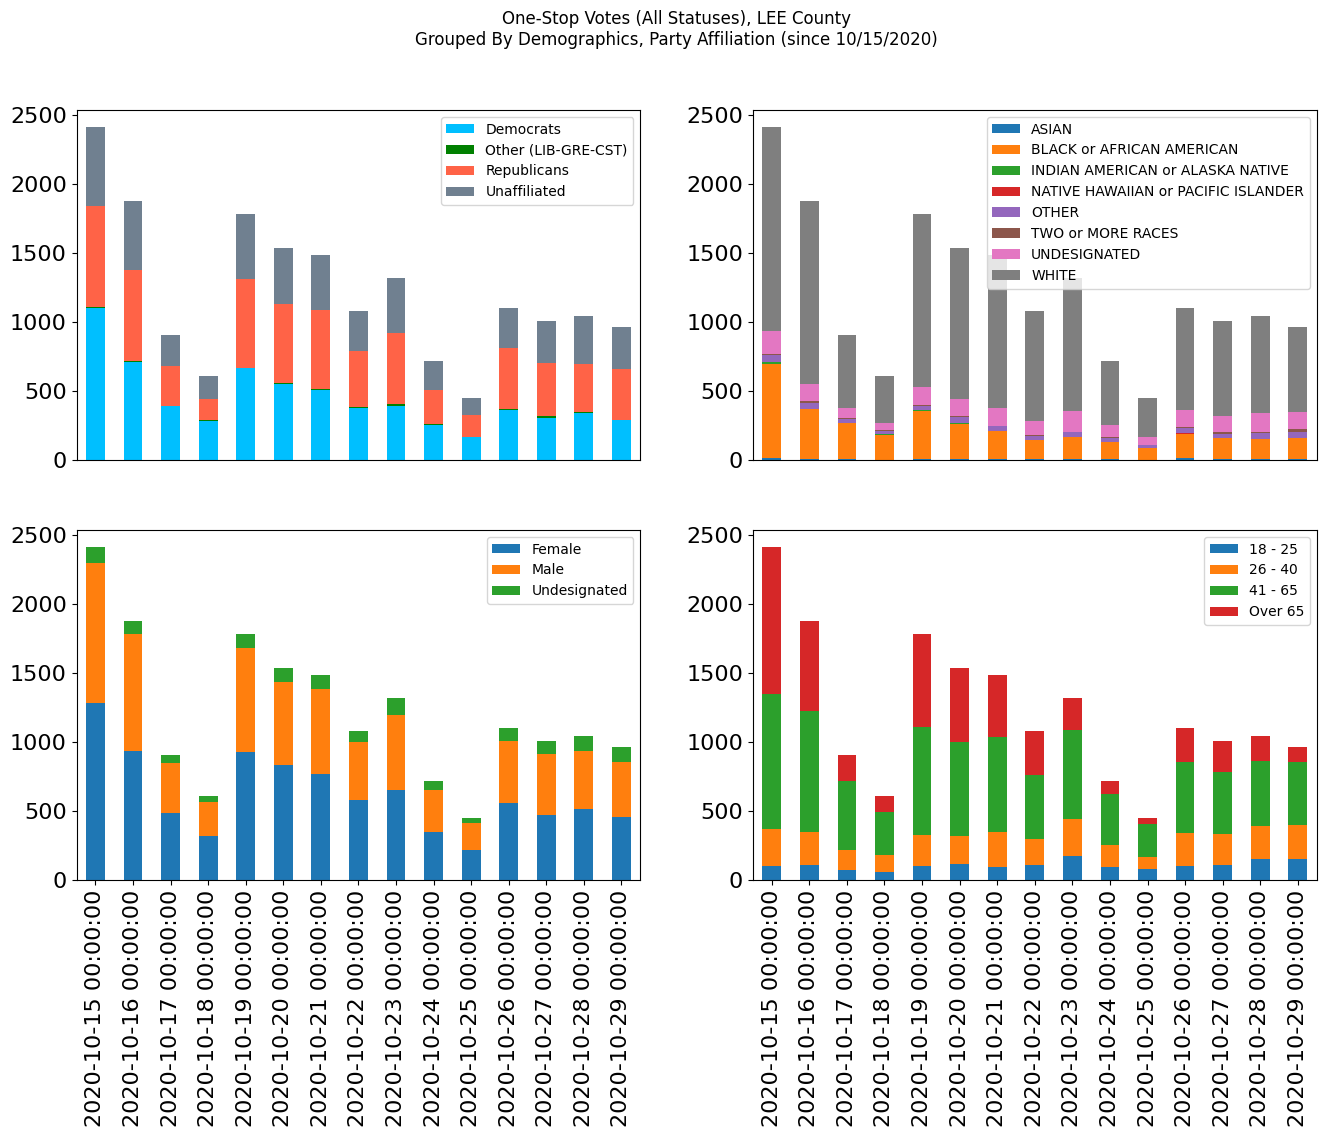 One-Stop Votes (All Statuses), LEE County
Grouped By Demographics, Party Affiliation (since 10/15/2020)
2500
2000
1500
1000
500
0
Democrats
Other (LIB-GRE-CST)
Republicans
Unaffiliated
2500
2000
1500
1000
500
0
ASIAN
BLACK or AFRICAN AMERICAN
INDIAN AMERICAN or ALASKA NATIVE
NATIVE HAWAIIAN or PACIFIC ISLANDER
OTHER
TWO or MORE RACES
UNDESIGNATED
WHITE
2500
2000
1500
1000
500
0
Female
Male
Undesignated
2020-10-15 00:00:00
2020-10-16 00:00:00
2020-10-17 00:00:00
2020-10-18 00:00:00
2020-10-19 00:00:00
2020-10-20 00:00:00
2020-10-21 00:00:00
2020-10-22 00:00:00
2020-10-23 00:00:00
2020-10-24 00:00:00
2020-10-25 00:00:00
2020-10-26 00:00:00
2020-10-27 00:00:00
2020-10-28 00:00:00
2020-10-29 00:00:00
2500
2000
1500
1000
500
0
18 - 25
26 - 40
41 - 65
Over 65
2020-10-15 00:00:00
2020-10-16 00:00:00
2020-10-17 00:00:00
2020-10-18 00:00:00
2020-10-19 00:00:00
2020-10-20 00:00:00
2020-10-21 00:00:00
2020-10-22 00:00:00
2020-10-23 00:00:00
2020-10-24 00:00:00
2020-10-25 00:00:00
2020-10-26 00:00:00
2020-10-27 00:00:00
2020-10-28 00:00:00
2020-10-29 00:00:00